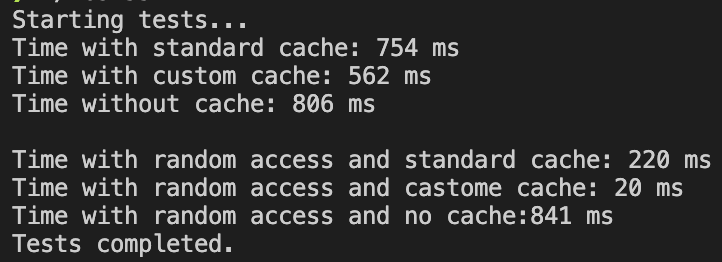 Starting tests...
Time with standard cache: 754 ms
Time with custom cache: 562 ms
Time without cache: 806 ms
Time with random access and standard cache: 220 ms
Time with random access and castome cache: 20 ms
Time with random access and no cache:841 ms
Tests completed.